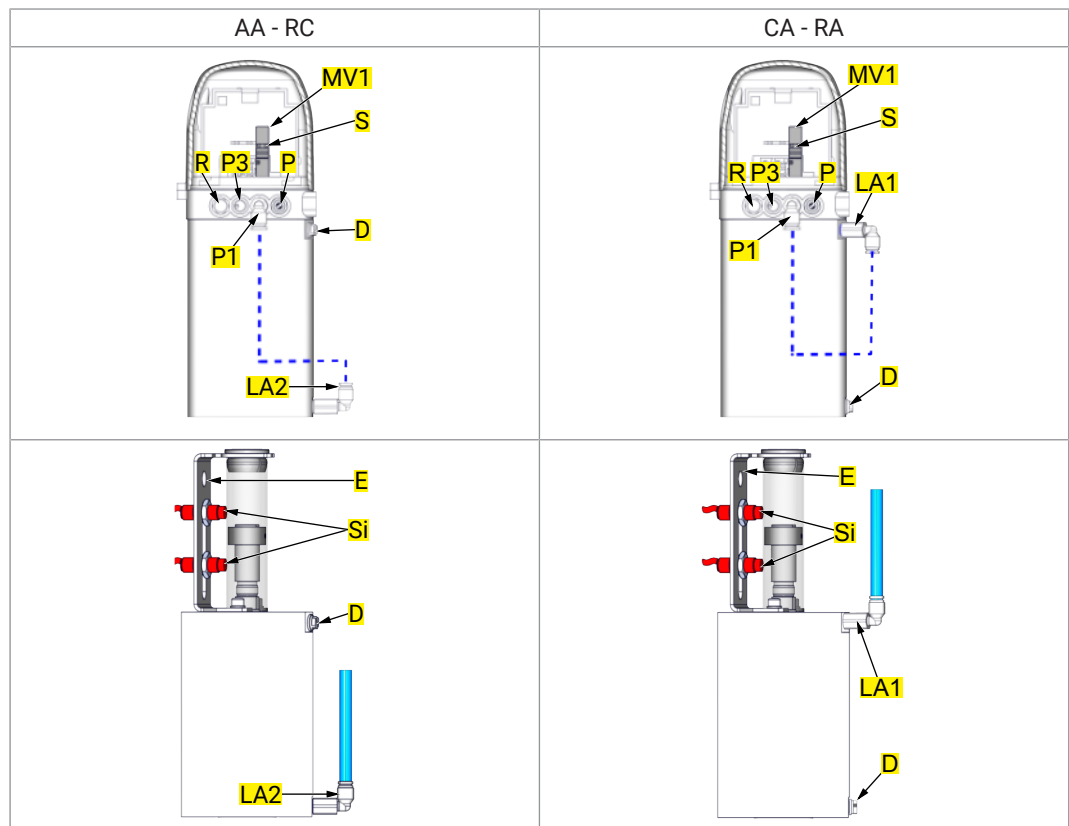 AA - RC
CA - RA
MV1
S
R P3 P
D
P1
LA2
MV1
S
R P3 P
LA1
P1
D
E
Si
D
LA2
E
Si
LA1
D